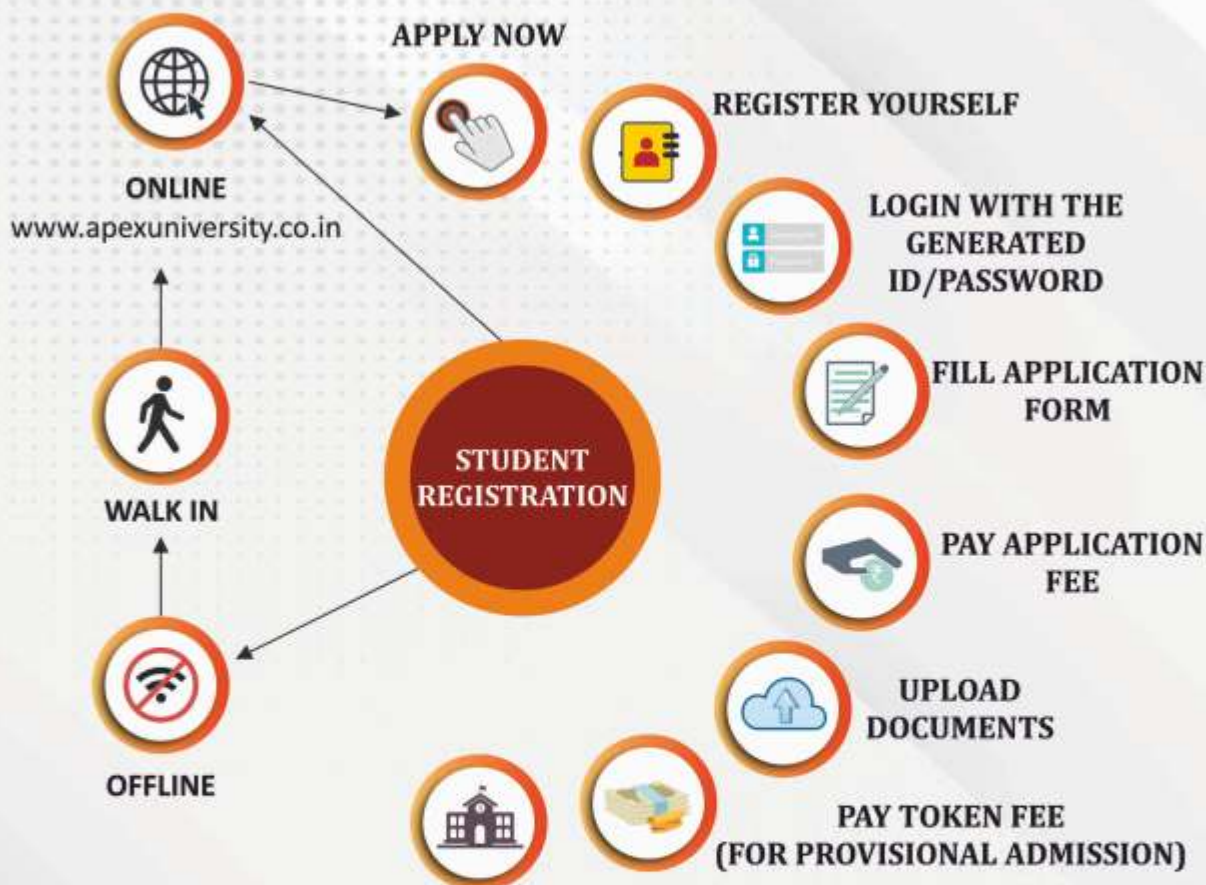 APPLY NOW
REGISTER YOURSELF
ONLINE
www.apexuniversity.co.in
LOGIN WITH THE
GENERATED
ID/PASSWORD
FILL APPLICATION
FORM
STUDENT
REGISTRATION
WALK IN
PAY APPLICATION
FEE
UPLOAD
DOCUMENTS
OFFLINE
PAY TOKEN FEE
(FOR PROVISIONAL ADMISSION)